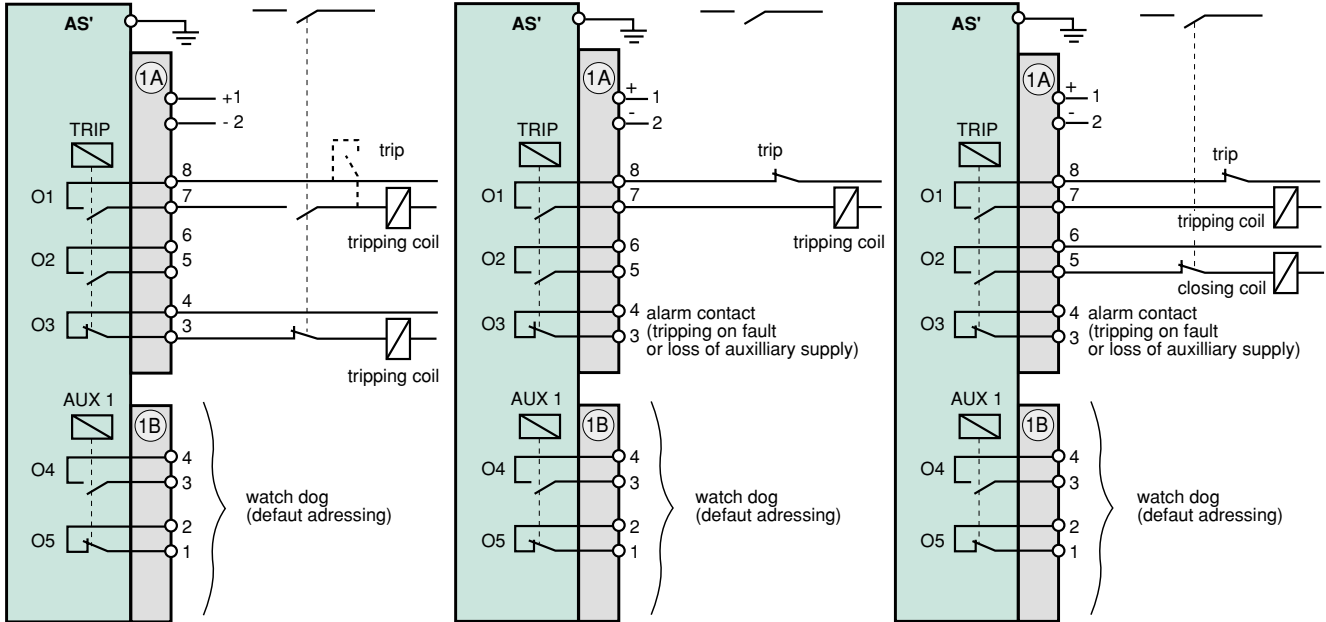 AS'
1A
+1
- 2
TRIP
trip
8
O1
7
tripping coil
6
O2
5
4
O3
3
tripping coil
AUX 1
1B
4
O4
3
watch dog
(defaut adressing)
2
O5
1
AS'
1A
+
1
-
2
TRIP
trip
8
O1
7
tripping coil
6
O2
5
4
alarm contact
O3
(tripping on fault
3
or loss of auxilliary supply)
AUX 1
1B
4
O4
3
watch dog
(defaut adressing)
2
O5
1
AS'
1A
+
1
-
2
TRIP
trip
8
O1
7
tripping coil
6
O2
5
closing coil
4
alarm contact
O3
(tripping on fault
3
or loss of auxilliary supply)
AUX 1
1B
4
O4
3
watch dog
(defaut adressing)
2
O5
1